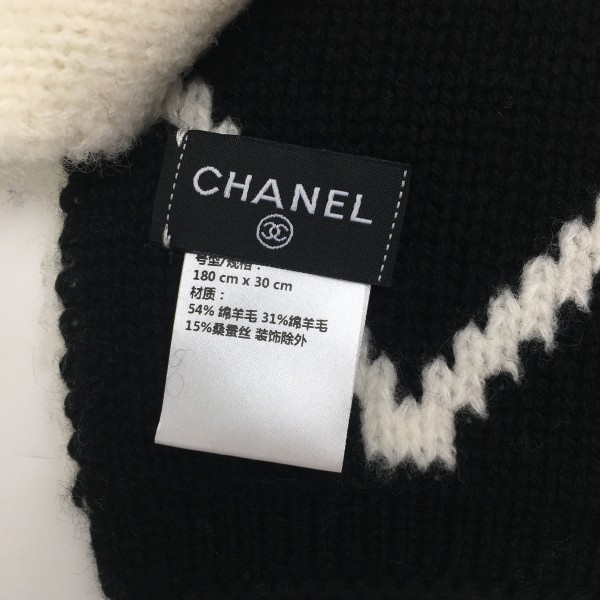 CHANEL
号型/规格：
180 cm x 30 cm
材质：
54% 绵羊毛 31%绵羊毛
15%桑蚕丝 装饰除外